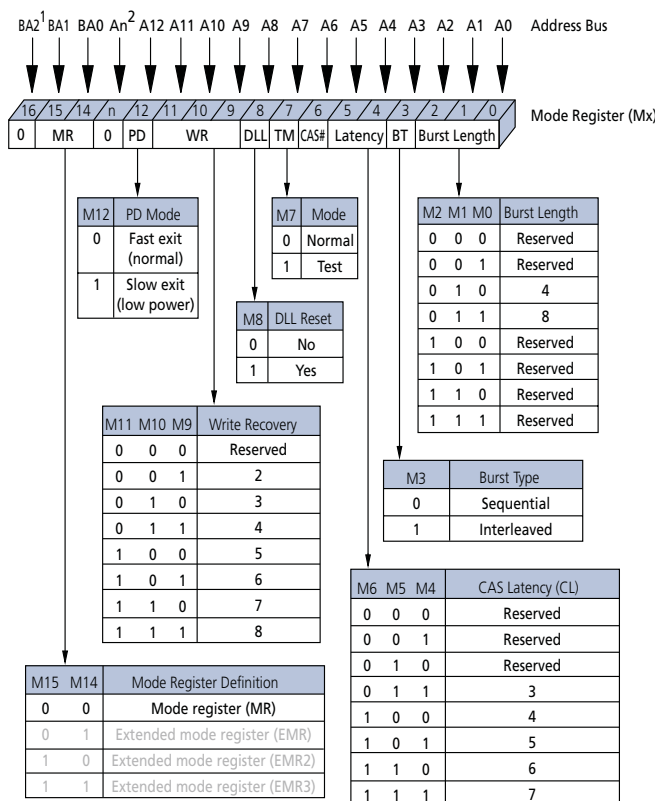 BA2¹ BA1 BA0 An² A12 A11 A10 A9 A8 A7 A6 A5 A4 A3 A2 A1 A0 Address Bus
16 15 14 n 12 11 10 9 8 7 6 5 4 3 2 1 0 Mode Register (Mx)
0 MR 0 PD WR DLL TM CAS# Latency BT Burst Length
M12 PD Mode
0 Fast exit
(normal)
1 Slow exit
(low power)
M7 Mode
0 Normal
1 Test
M2 M1 M0 Burst Length
0 0 0 Reserved
0 0 1 Reserved
0 1 0 4
0 1 1 8
1 0 0 Reserved
1 0 1 Reserved
1 1 0 Reserved
1 1 1 Reserved
M8 DLL Reset
0 No
1 Yes
M11 M10 M9 Write Recovery
0 0 0 Reserved
0 0 1 2
0 1 0 3
0 1 1 4
1 0 0 5
1 0 1 6
1 1 0 7
1 1 1 8
M3 Burst Type
0 Sequential
1 Interleaved
M6 M5 M4 CAS Latency (CL)
0 0 0 Reserved
0 0 1 Reserved
0 1 0 Reserved
0 1 1 3
1 0 0 4
1 0 1 5
1 1 0 6
1 1 1 7
M15 M14 Mode Register Definition
0 0 Mode register (MR)
0 1 Extended mode register (EMR)
1 0 Extended mode register (EMR2)
1 1 Extended mode register (EMR3)